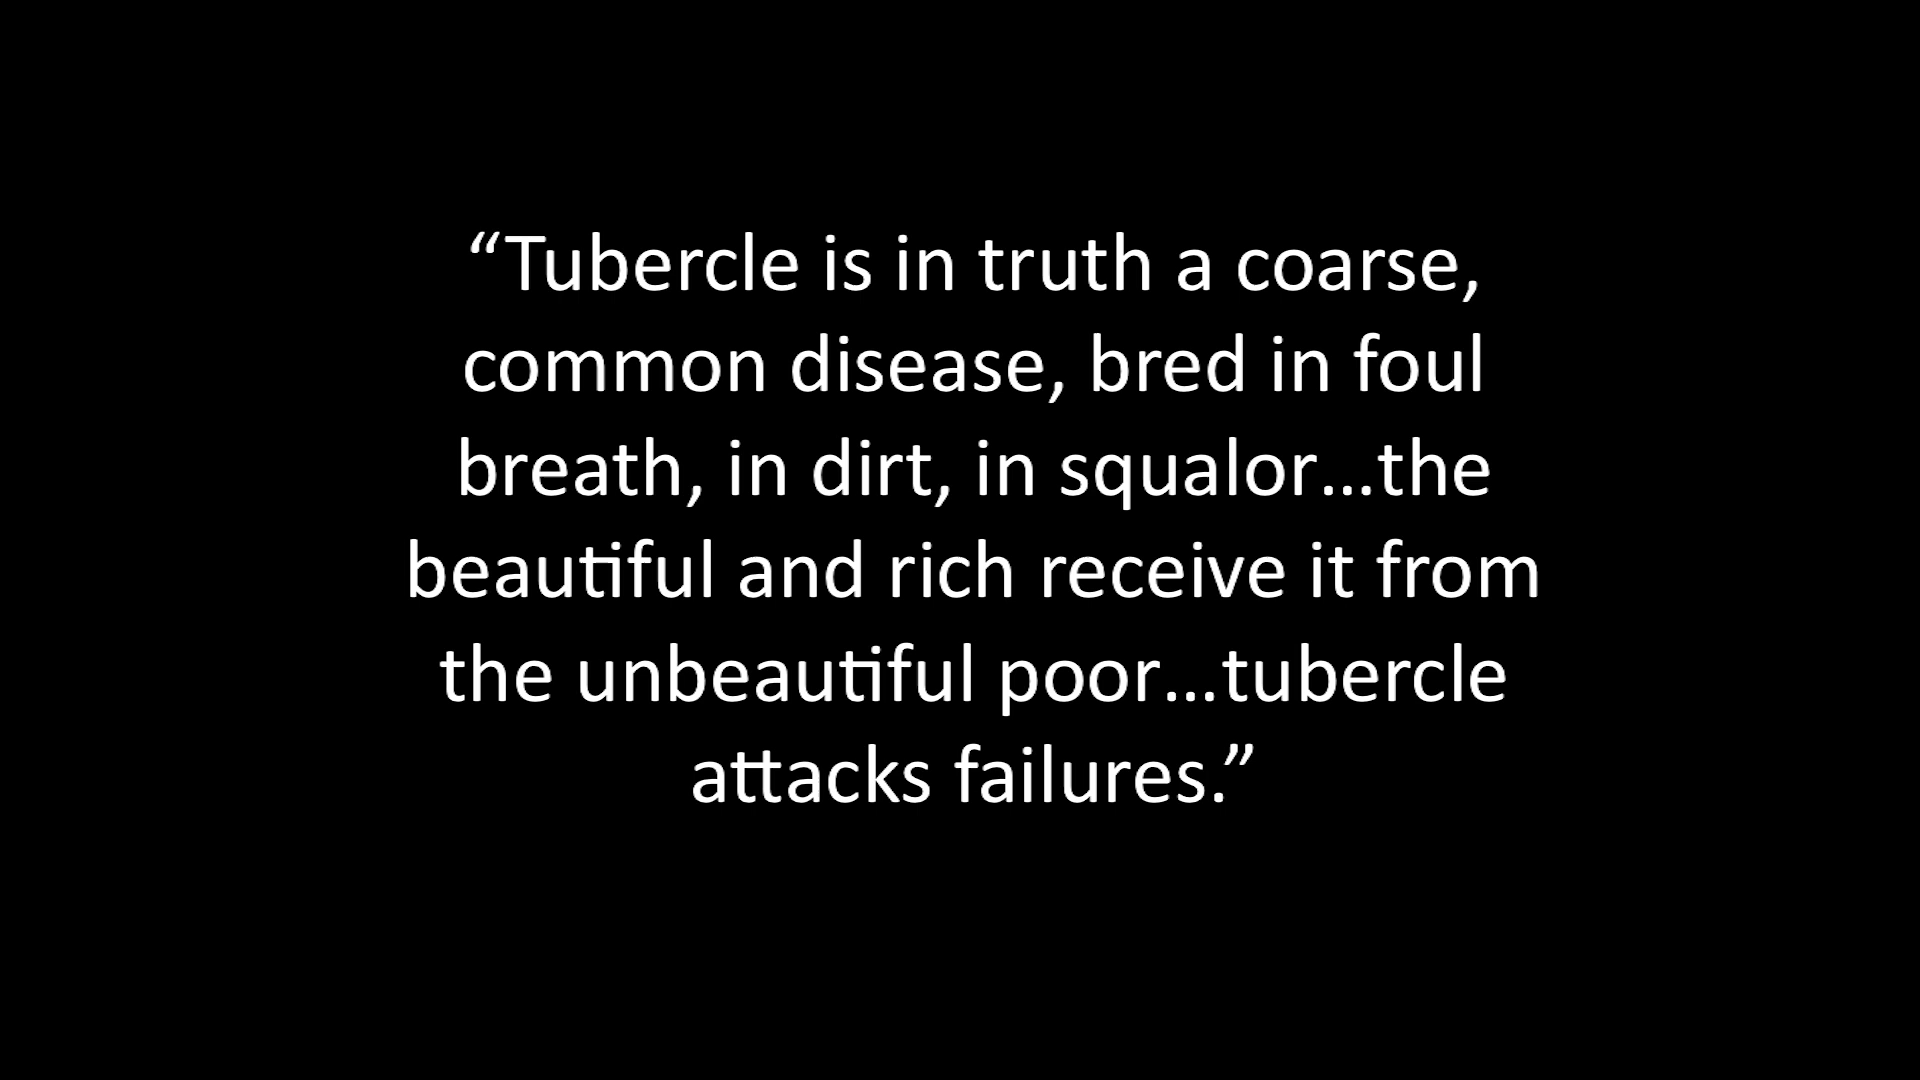 “Tubercle is in truth a coarse,
common disease, bred in foul
breath, in dirt, in squalor…the
beautiful and rich receive it from
the unbeautiful poor…tubercle
attacks failures.”